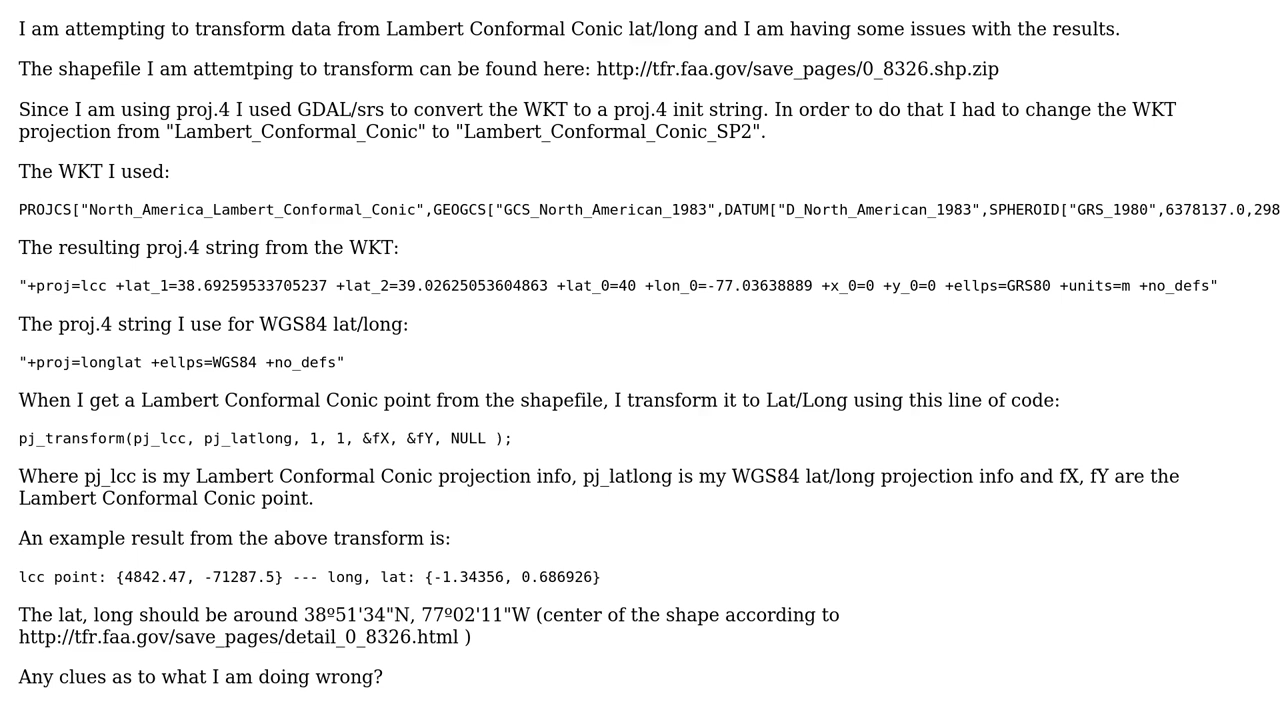 I am attempting to transform data from Lambert Conformal Conic lat/long and I am having some issues with the results.
The shapefile I am attemtping to transform can be found here: http://tfr.faa.gov/save_pages/0_8326.shp.zip
Since I am using proj.4 I used GDAL/srs to convert the WKT to a proj.4 init string. In order to do that I had to change the WKT
projection from "Lambert_Conformal_Conic" to "Lambert_Conformal_Conic_SP2".
The WKT I used:
PROJCS["North_America_Lambert_Conformal_Conic",GEOGCS["GCS_North_American_1983",DATUM["D_North_American_1983",SPHEROID["GRS_1980",6378137.0,298
The resulting proj.4 string from the WKT:
"+proj=lcc +lat_1=38.69259533705237 +lat_2=39.02625053604863 +lat_0=40 +lon_0=-77.03638889 +x_0=0 +y_0=0 +ellps=GRS80 +units=m +no_defs"
The proj.4 string I use for WGS84 lat/long:
"+proj=longlat +ellps=WGS84 +no_defs"
When I get a Lambert Conformal Conic point from the shapefile, I transform it to Lat/Long using this line of code:
pj_transform(pj_lcc, pj_latlong, 1, 1, &fX, &fY, NULL );
Where pj_lcc is my Lambert Conformal Conic projection info, pj_latlong is my WGS84 lat/long projection info and fX, fY are the
Lambert Conformal Conic point.
An example result from the above transform is:
lcc point: {4842.47, -71287.5} --- long, lat: {-1.34356, 0.686926}
The lat, long should be around 38º51'34"N, 77º02'11"W (center of the shape according to
http://tfr.faa.gov/save_pages/detail_0_8326.html )
Any clues as to what I am doing wrong?